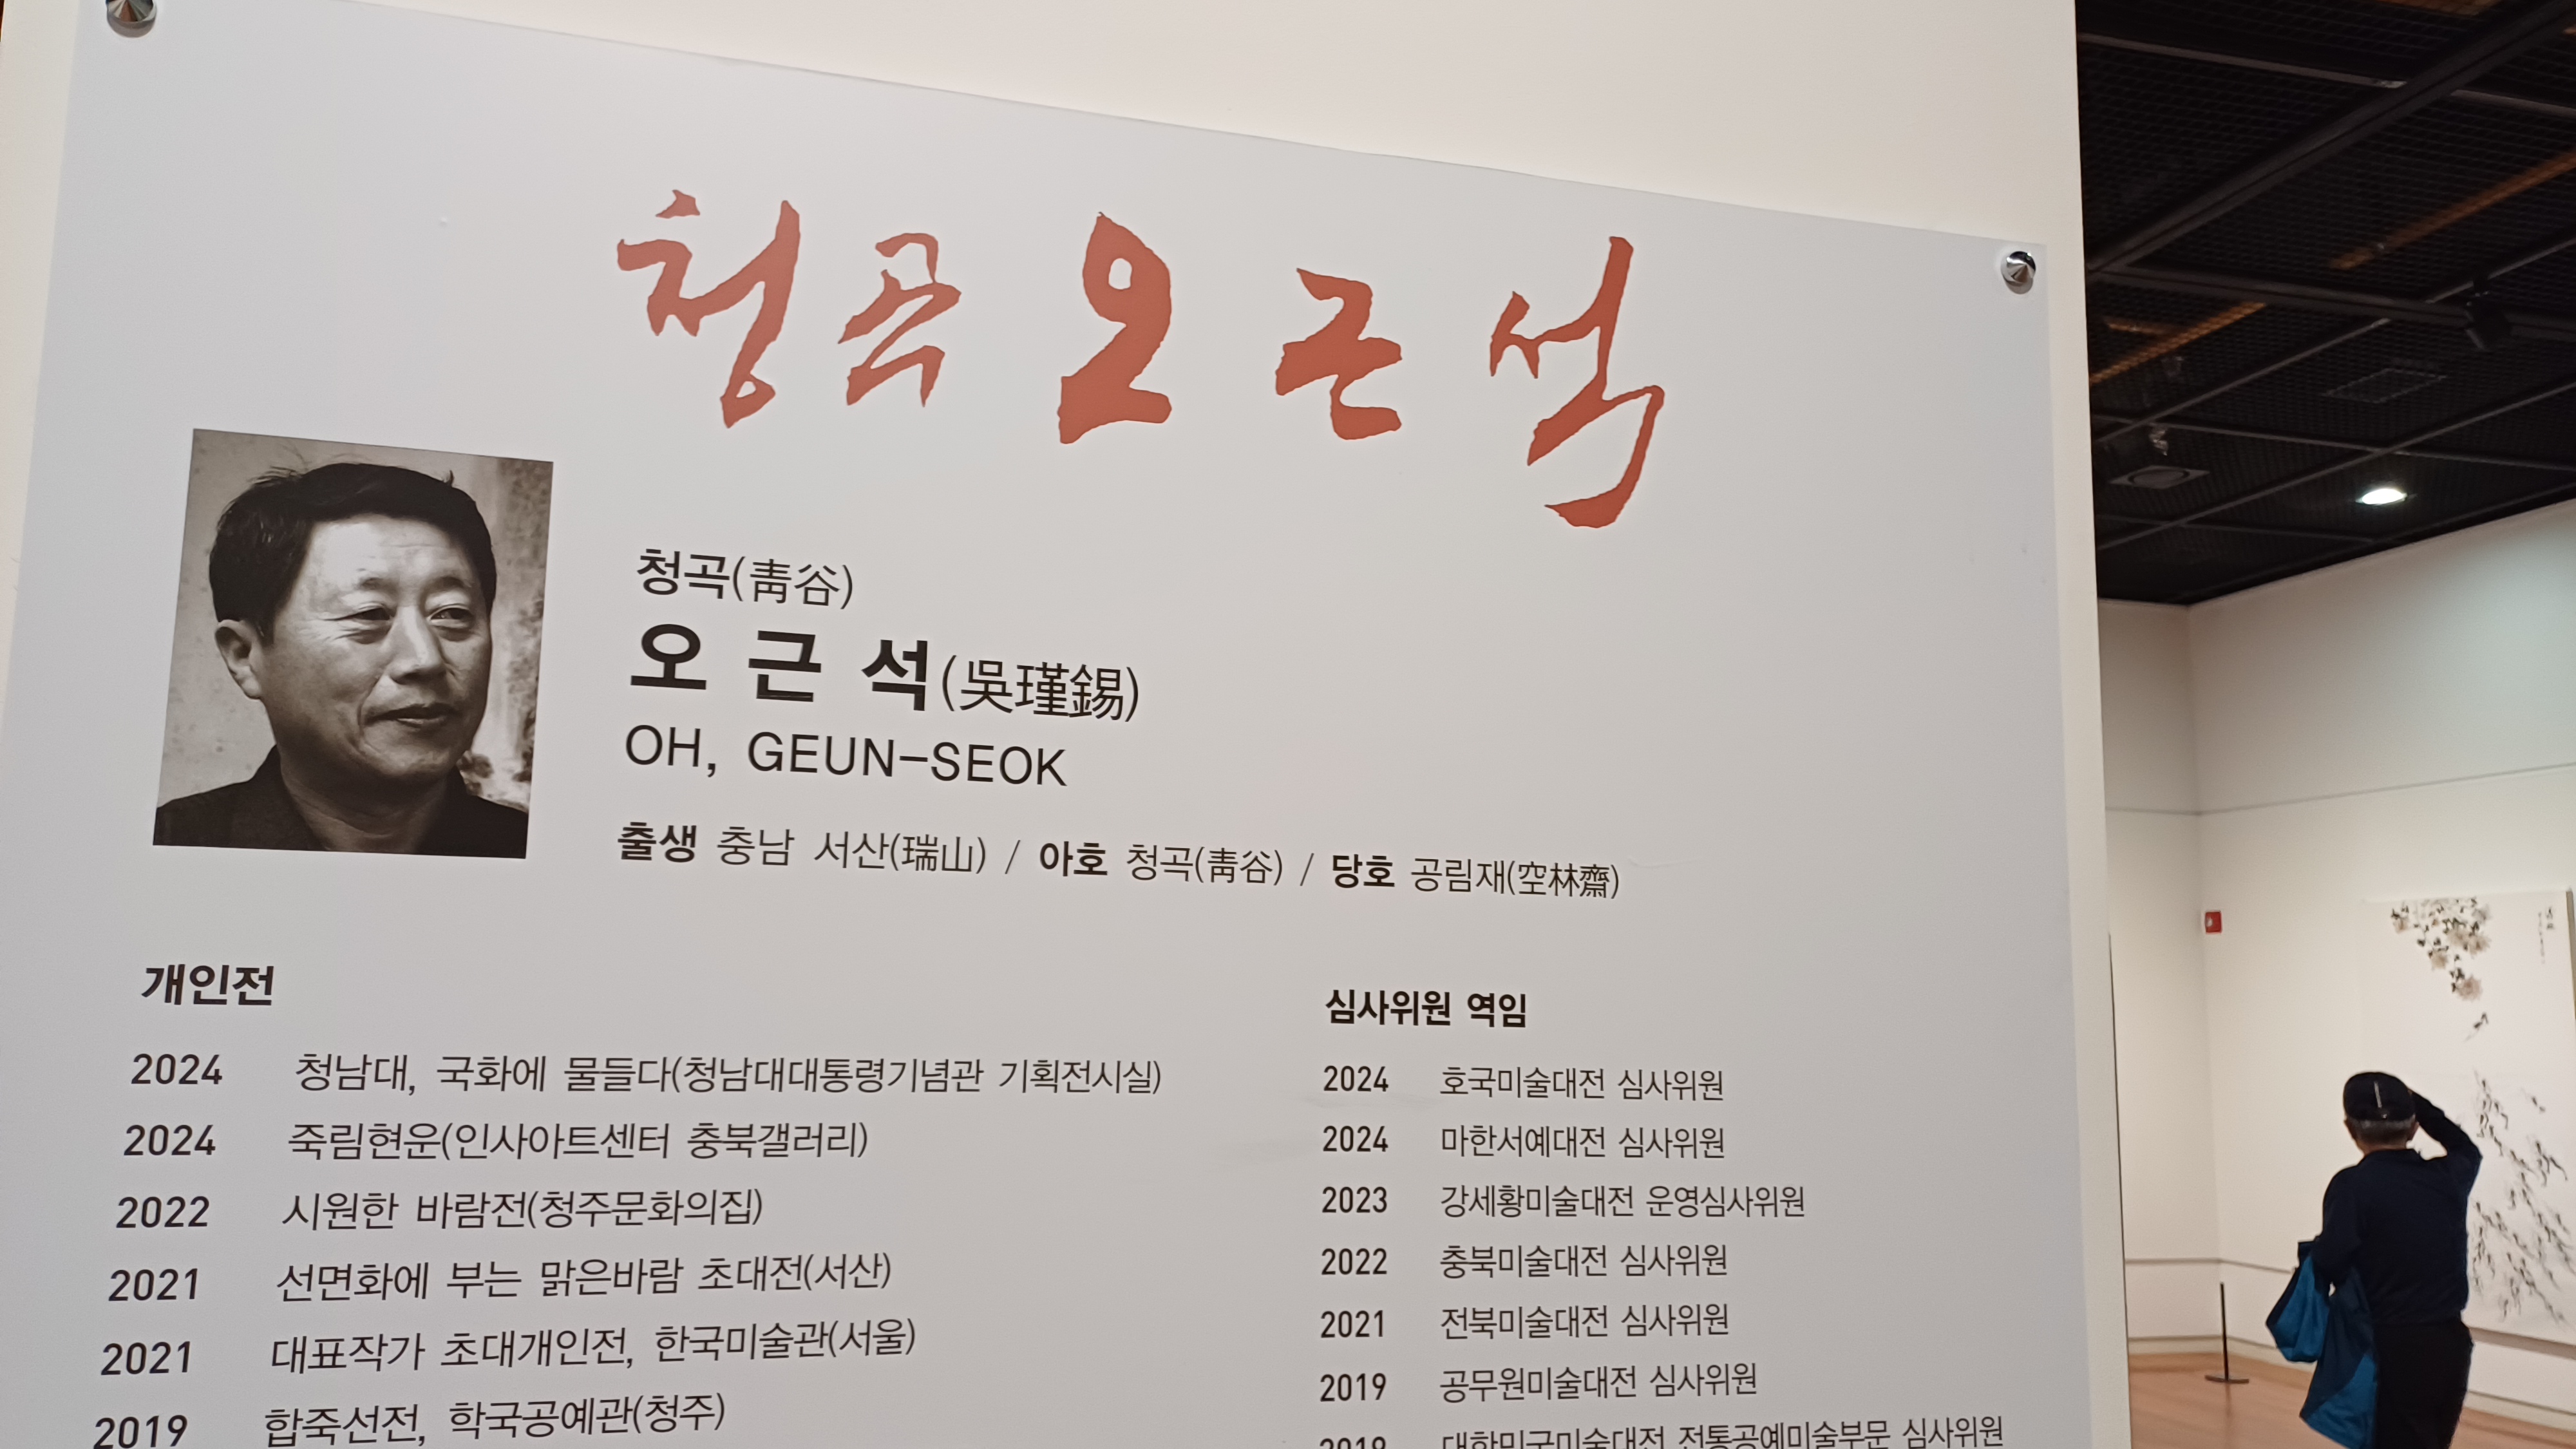 청곡 오근석
청곡(靑谷)
오 근 석(吳瑾錫)
OH, GEUN-SEOK
출생 충남 서산(瑞山) / 아호 청곡(靑谷) / 당호 공림재(空林齋)
개인전
2024 청남대, 국화에 물들다(청남대대통령기념관 기획전시실)
2024 죽림현운(인사아트센터 충북갤러리)
2022 시원한 바람전(청주문화의집)
2021 선면화에 부는 맑은바람 초대전(서산)
2021 대표작가 초대개인전, 한국미술관(서울)
2019 합죽선전, 학국공예관(청주)
심사위원 역임
2024 호국미술대전 심사위원
2024 마한서예대전 심사위원
2023 강세황미술대전 운영심사위원
2022 충북미술대전 심사위원
2021 전북미술대전 심사위원
2019 공무원미술대전 심사위원
2019 대한민국미술대전 전통공예미술부문 심사위원